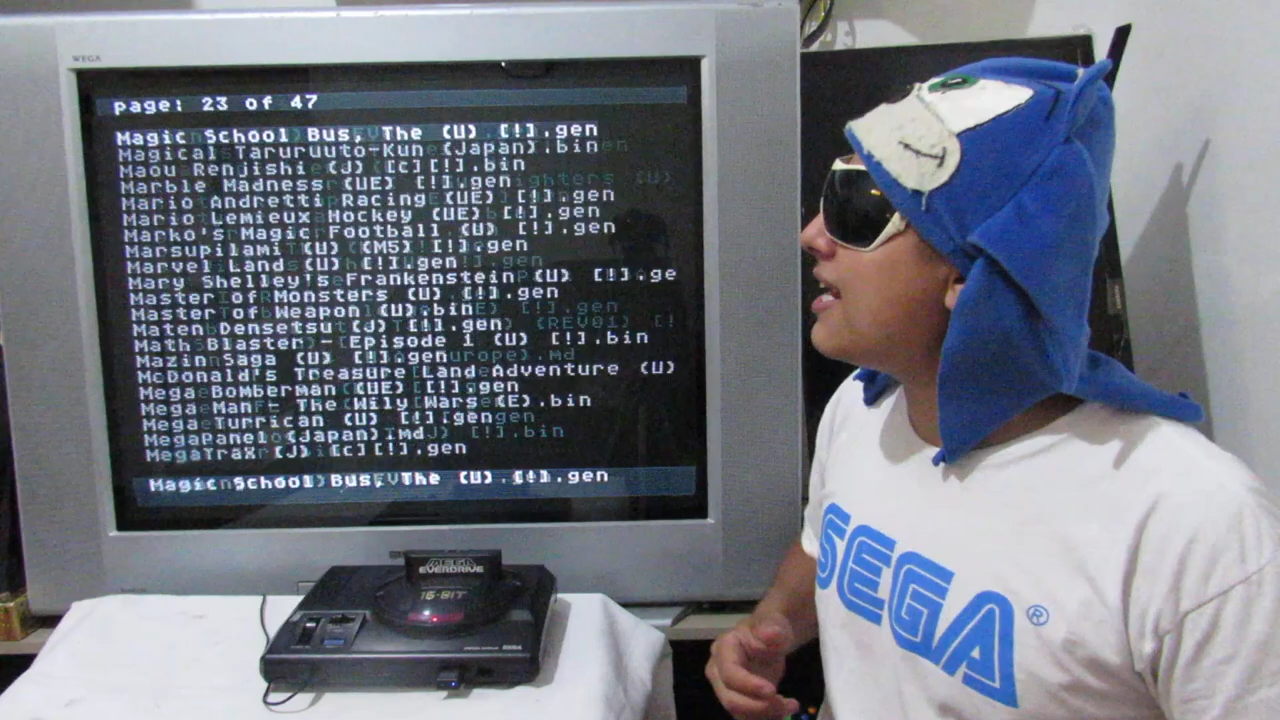 WEGA
page: 23 of 47
Magic School Bus, The (U) [!].gen
Magical Taruruuto-Kun (Japan).bin
Maou Renjishi (J) [c][!].bin
Marble Madness (UE) [!].gen
Mario Andretti Racing (UE) [!].gen
Mario Lemieux Hockey (UE) [!].gen
Marko's Magic Football (U) [!].gen
Marsupilami (U) (M5) [!].gen
Marvel Land (U) [!].gen
Mary Shelley's Frankenstein (U) [!].ge
Master of Monsters (U) [!].gen
Master of Weapon (U).bin
Maten Densetsu (J) [!].gen
Math Blaster - Episode 1 (U) [!].bin
Mazin Saga (U) [!].gen
McDonald's Treasure Land Adventure (U)
Mega Bomberman (UE) [!].gen
Mega Man - The Wily Wars (E).bin
Mega Turrican (U) [!].gen
MegaPanel (Japan).md
MegaTrax (J) [c][!].gen
Magic School Bus, The (U) [!].gen
MEGA
EVERDRIVE
16-BIT
SEGA
SEGA®